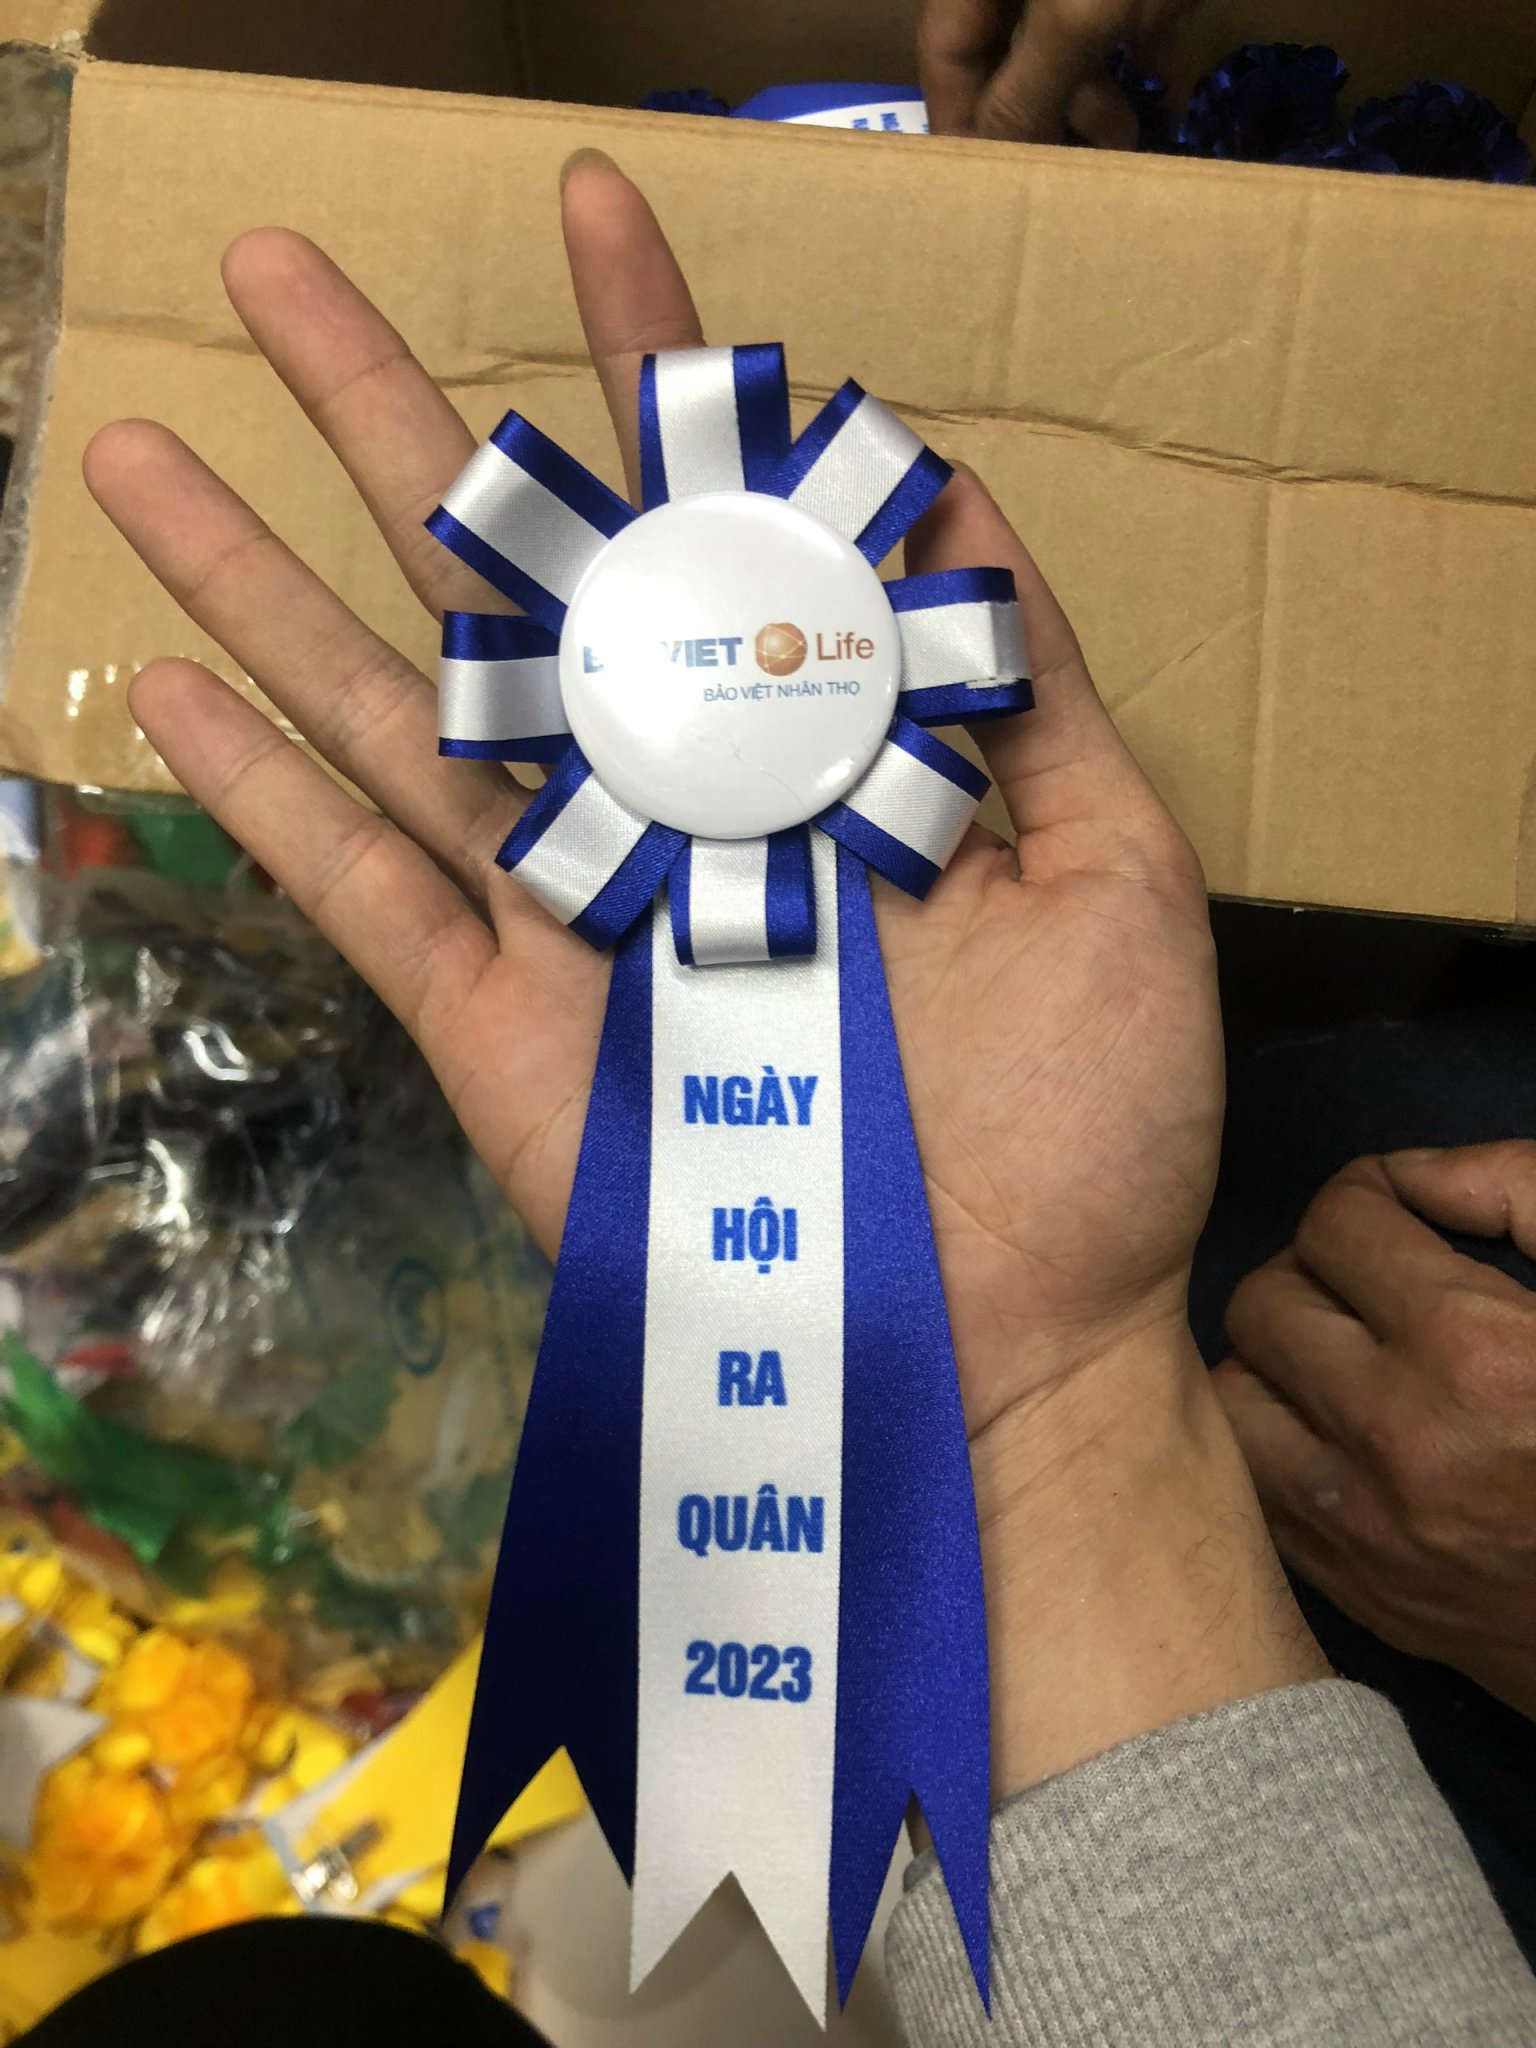 VIET Life
BẢO VIỆT NHÂN THỌ
NGÀY
HỘI
RA
QUÂN
2023